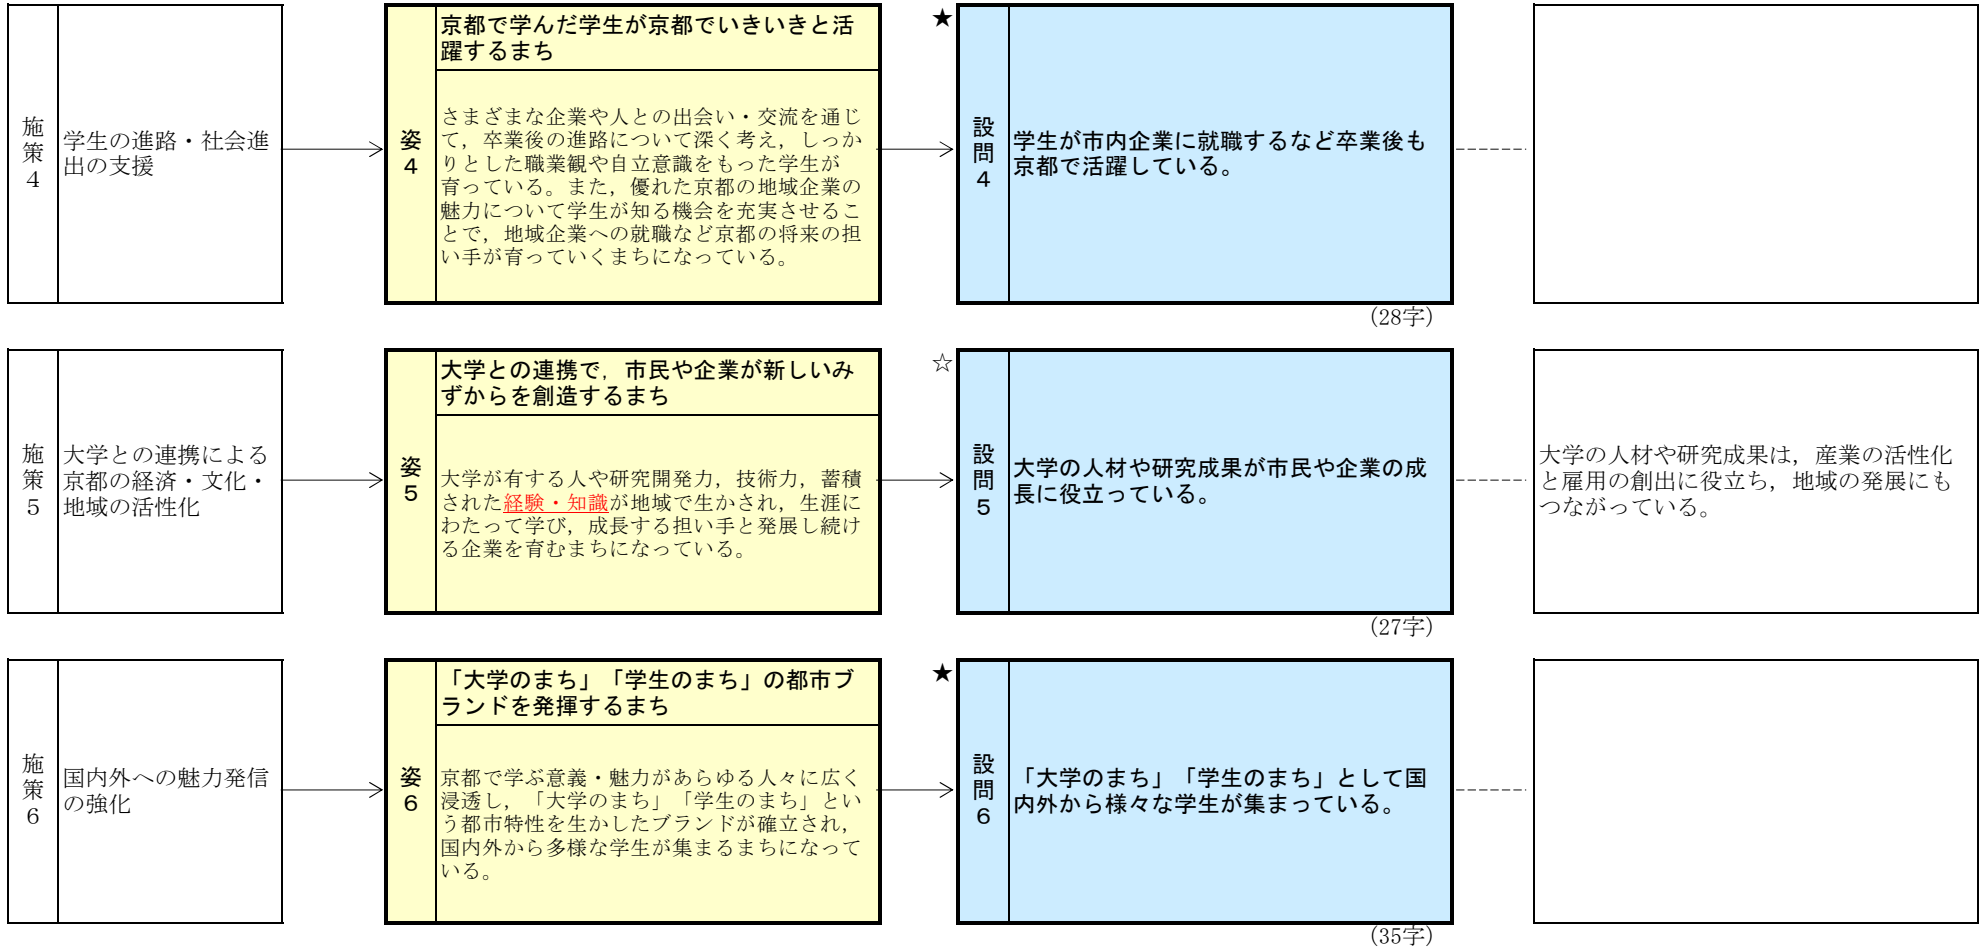 施策4
学生の進路・社会進
出の支援
姿4
京都で学んだ学生が京都でいきいきと活
躍するまち
さまざまな企業や人との出会い・交流を通じ
て，卒業後の進路について深く考え，しっか
りとした職業観や自立意識をもった学生が
育っている。また，優れた京都の地域企業の
魅力について学生が知る機会を充実させるこ
とで，地域企業への就職など京都の将来の担
い手が育っていくまちになっている。
★
設問4
学生が市内企業に就職するなど卒業後も
京都で活躍している。
(28字)
施策5
大学との連携による
京都の経済・文化・
地域の活性化
姿5
大学との連携で，市民や企業が新しいみ
ずからを創造するまち
大学が有する人や研究開発力，技術力，蓄積
された経験・知識が地域で生かされ，生涯に
わたって学び，成長する担い手と発展し続け
る企業を育むまちになっている。
☆
設問5
大学の人材や研究成果が市民や企業の成
長に役立っている。
(27字)
大学の人材や研究成果は，産業の活性化
と雇用の創出に役立ち，地域の発展にも
つながっている。
施策6
国内外への魅力発信
の強化
姿6
「大学のまち」「学生のまち」の都市ブ
ランドを発揮するまち
京都で学ぶ意義・魅力があらゆる人々に広く
浸透し，「大学のまち」「学生のまち」とい
う都市特性を生かしたブランドが確立され，
国内外から多様な学生が集まるまちになって
いる。
★
設問6
「大学のまち」「学生のまち」として国
内外から様々な学生が集まっている。
(35字)